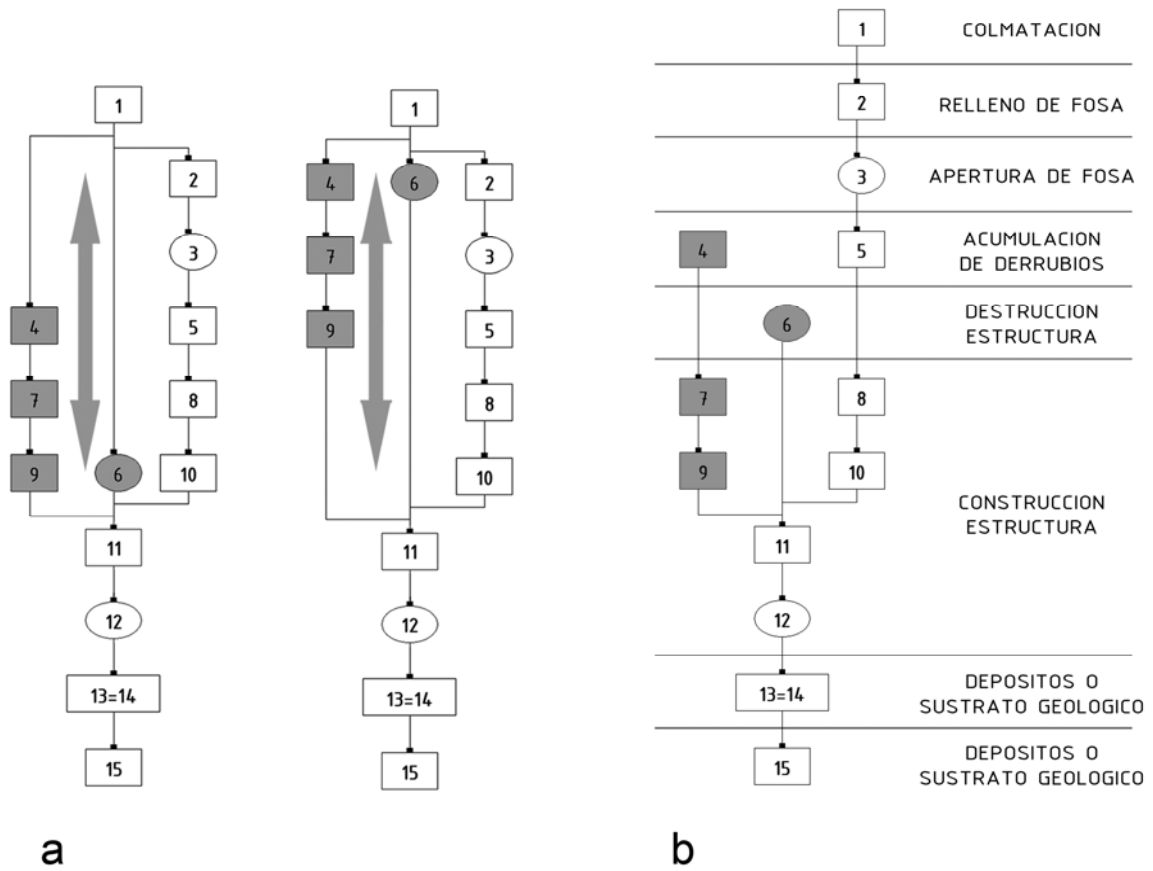 1
2
3
4
5
7
8
9
6
10
11
12
13=14
15
1
4
6
2
7
3
9
5
8
10
11
12
13=14
15
a
1
COLMATACION
2
RELLENO DE FOSA
3
APERTURA DE FOSA
4
5
ACUMULACION
DE DERRUBIOS
6
DESTRUCCION
ESTRUCTURA
7
8
9
10
11
12
CONSTRUCCION
ESTRUCTURA
13=14
DEPOSITOS O
SUSTRATO GEOLOGICO
15
DEPOSITOS O
SUSTRATO GEOLOGICO
b